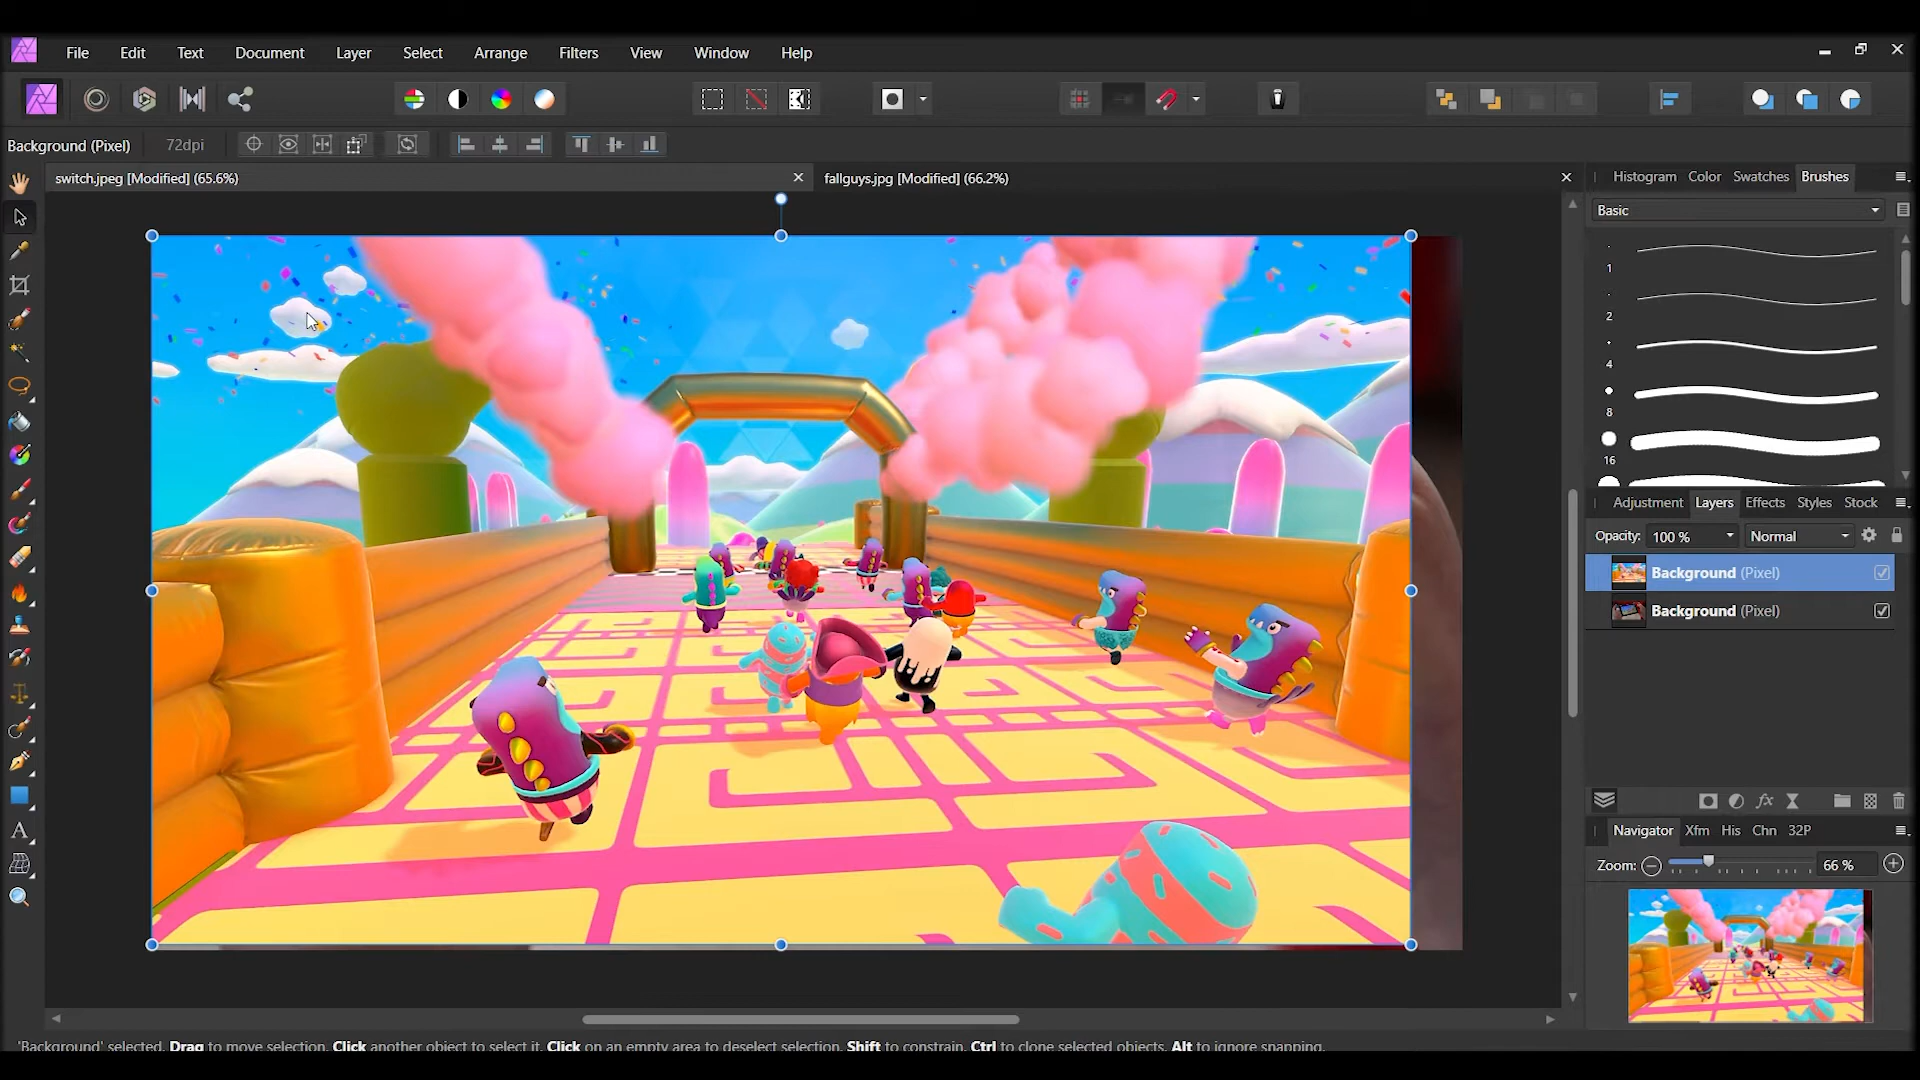 File Edit Text Document Layer Select Arrange Filters View Window Help
Background (Pixel) 72dpi
switch.jpeg [Modified] (65.6%) fallguys.jpg [Modified] (66.2%)
Histogram Color Swatches Brushes
Basic
1
2
4
8
16
Adjustment Layers Effects Styles Stock
Opacity: 100 % Normal
Background (Pixel)
Background (Pixel)
Navigator Xfm His Chn 32P
Zoom: 66 %
'Background' selected. Drag to move selection. Click another object to select it. Click on an empty area to deselect selection. Shift to constrain. Ctrl to clone selected objects. Alt to ignore snapping.